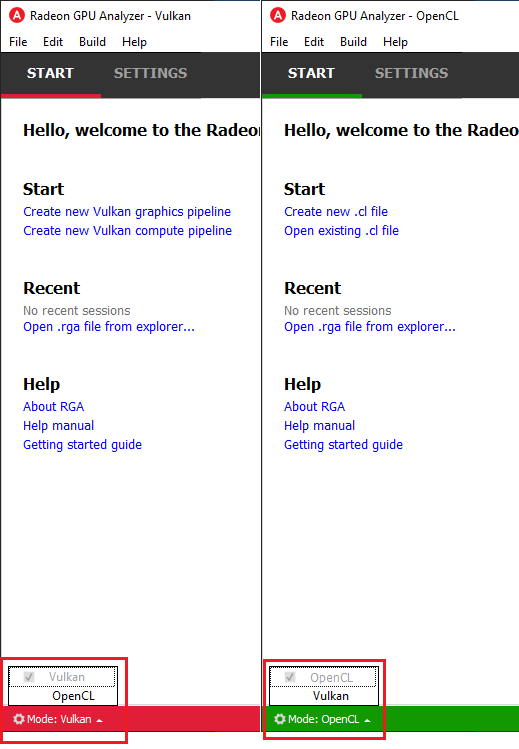 Radeon GPU Analyzer - Vulkan
File Edit Build Help
START SETTINGS
Hello, welcome to the Radeo
Start
Create new Vulkan graphics pipeline
Create new Vulkan compute pipeline
Recent
No recent sessions
Open .rga file from explorer...
Help
About RGA
Help manual
Getting started guide
Vulkan
OpenCL
Mode: Vulkan
Radeon GPU Analyzer - OpenCL
File Edit Build Help
START SETTINGS
Hello, welcome to the Radeo
Start
Create new .cl file
Open existing .cl file
Recent
No recent sessions
Open .rga file from explorer...
Help
About RGA
Help manual
Getting started guide
OpenCL
Vulkan
Mode: OpenCL